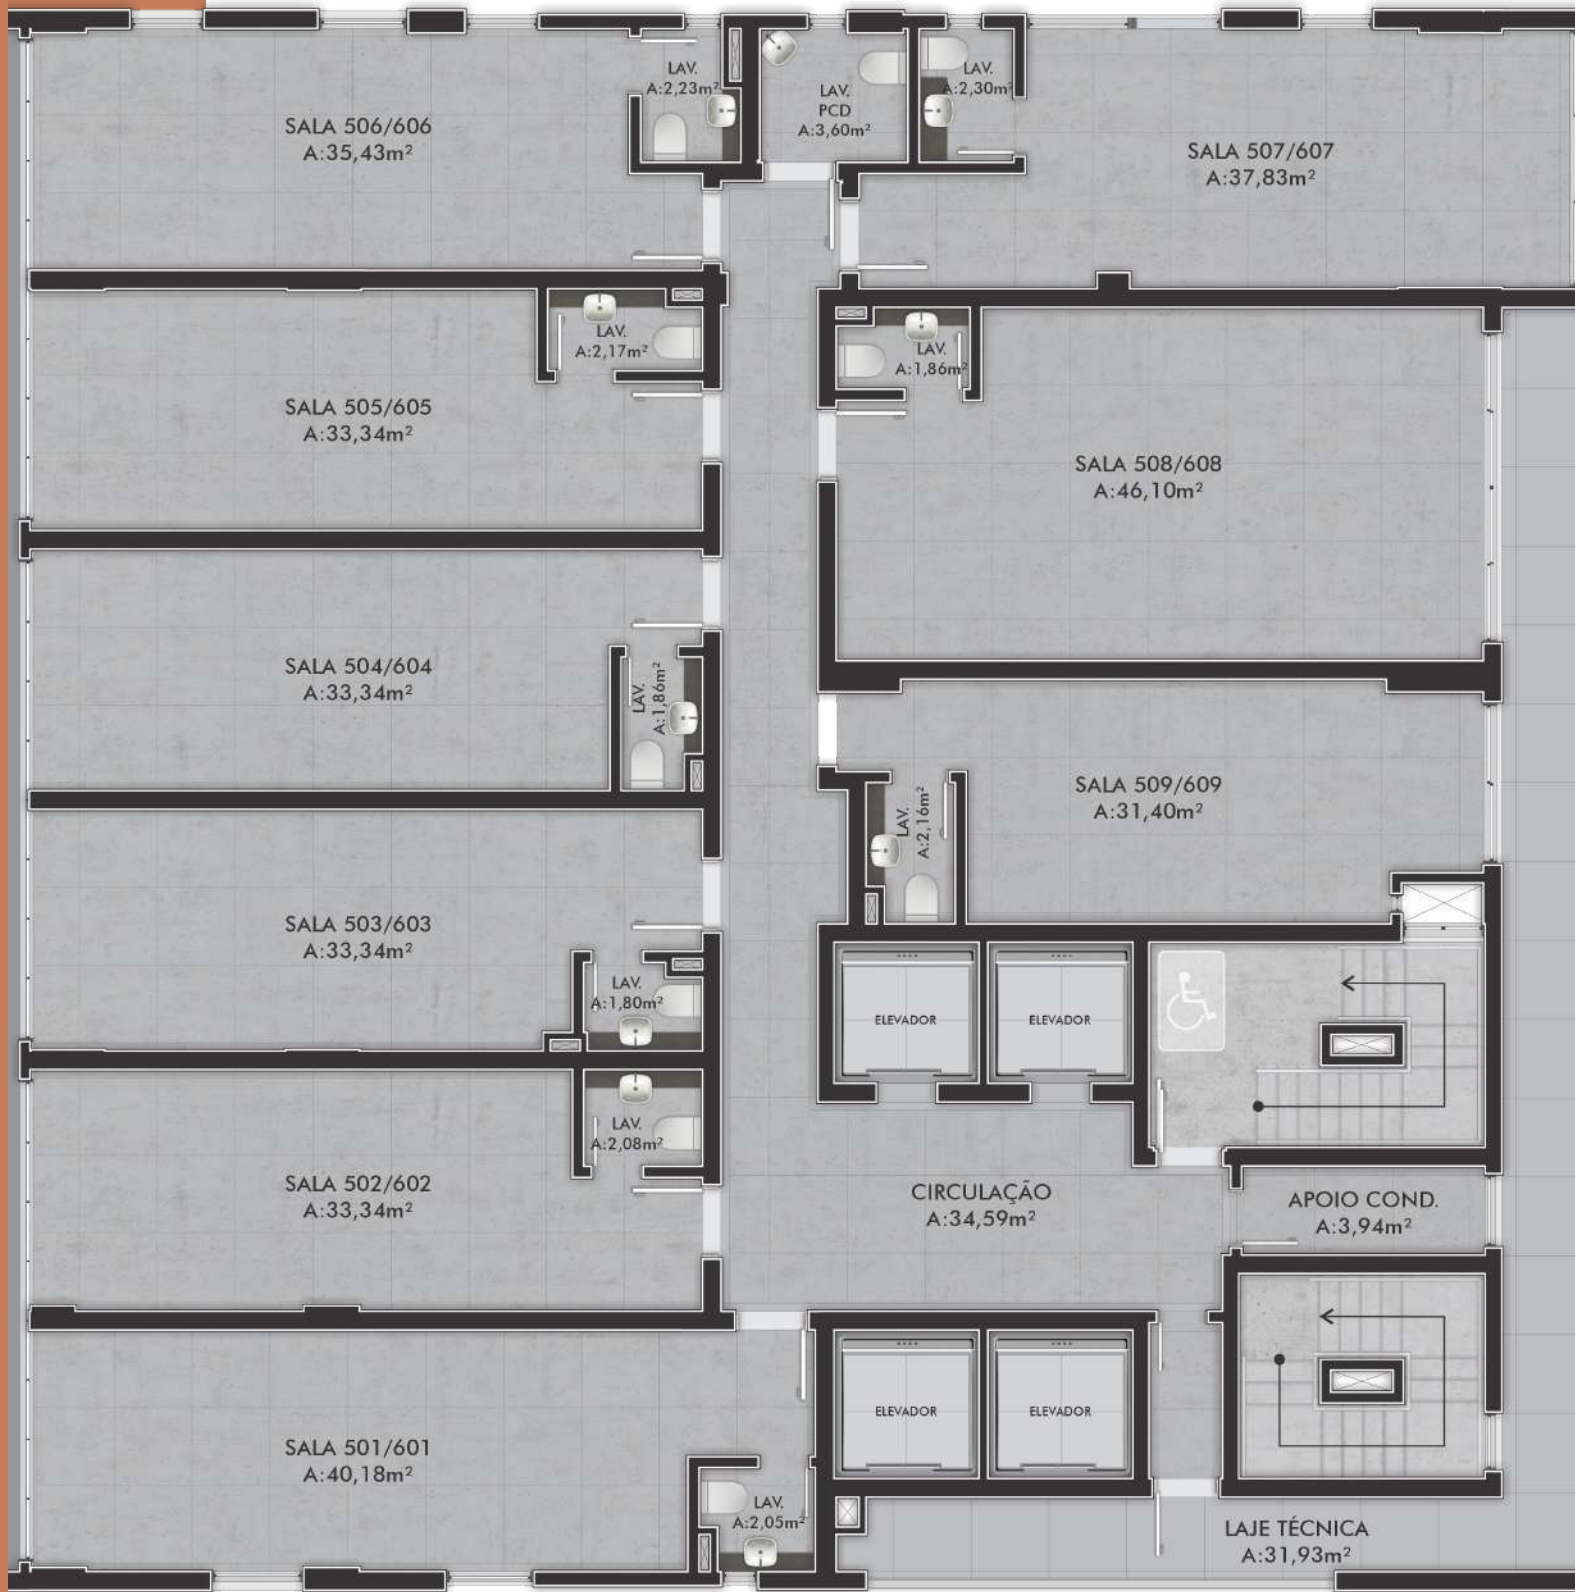 LAV.
A:2,23m²
LAV.
PCD
A:3,60m²
LAV.
A:2,30m²
SALA 506/606
A:35,43m²
SALA 507/607
A:37,83m²
LAV.
A:2,17m²
LAV.
A:1,86m²
SALA 505/605
A:33,34m²
SALA 508/608
A:46,10m²
SALA 504/604
A:33,34m²
LAV.
A:1,86m²
SALA 509/609
A:31,40m²
LAV.
A:2,16m²
SALA 503/603
A:33,34m²
LAV.
A:1,80m²
ELEVADOR
ELEVADOR
LAV.
A:2,08m²
SALA 502/602
A:33,34m²
CIRCULAÇÃO
A:34,59m²
APOIO COND.
A:3,94m²
ELEVADOR
ELEVADOR
SALA 501/601
A:40,18m²
LAV.
A:2,05m²
LAJE TÉCNICA
A:31,93m²